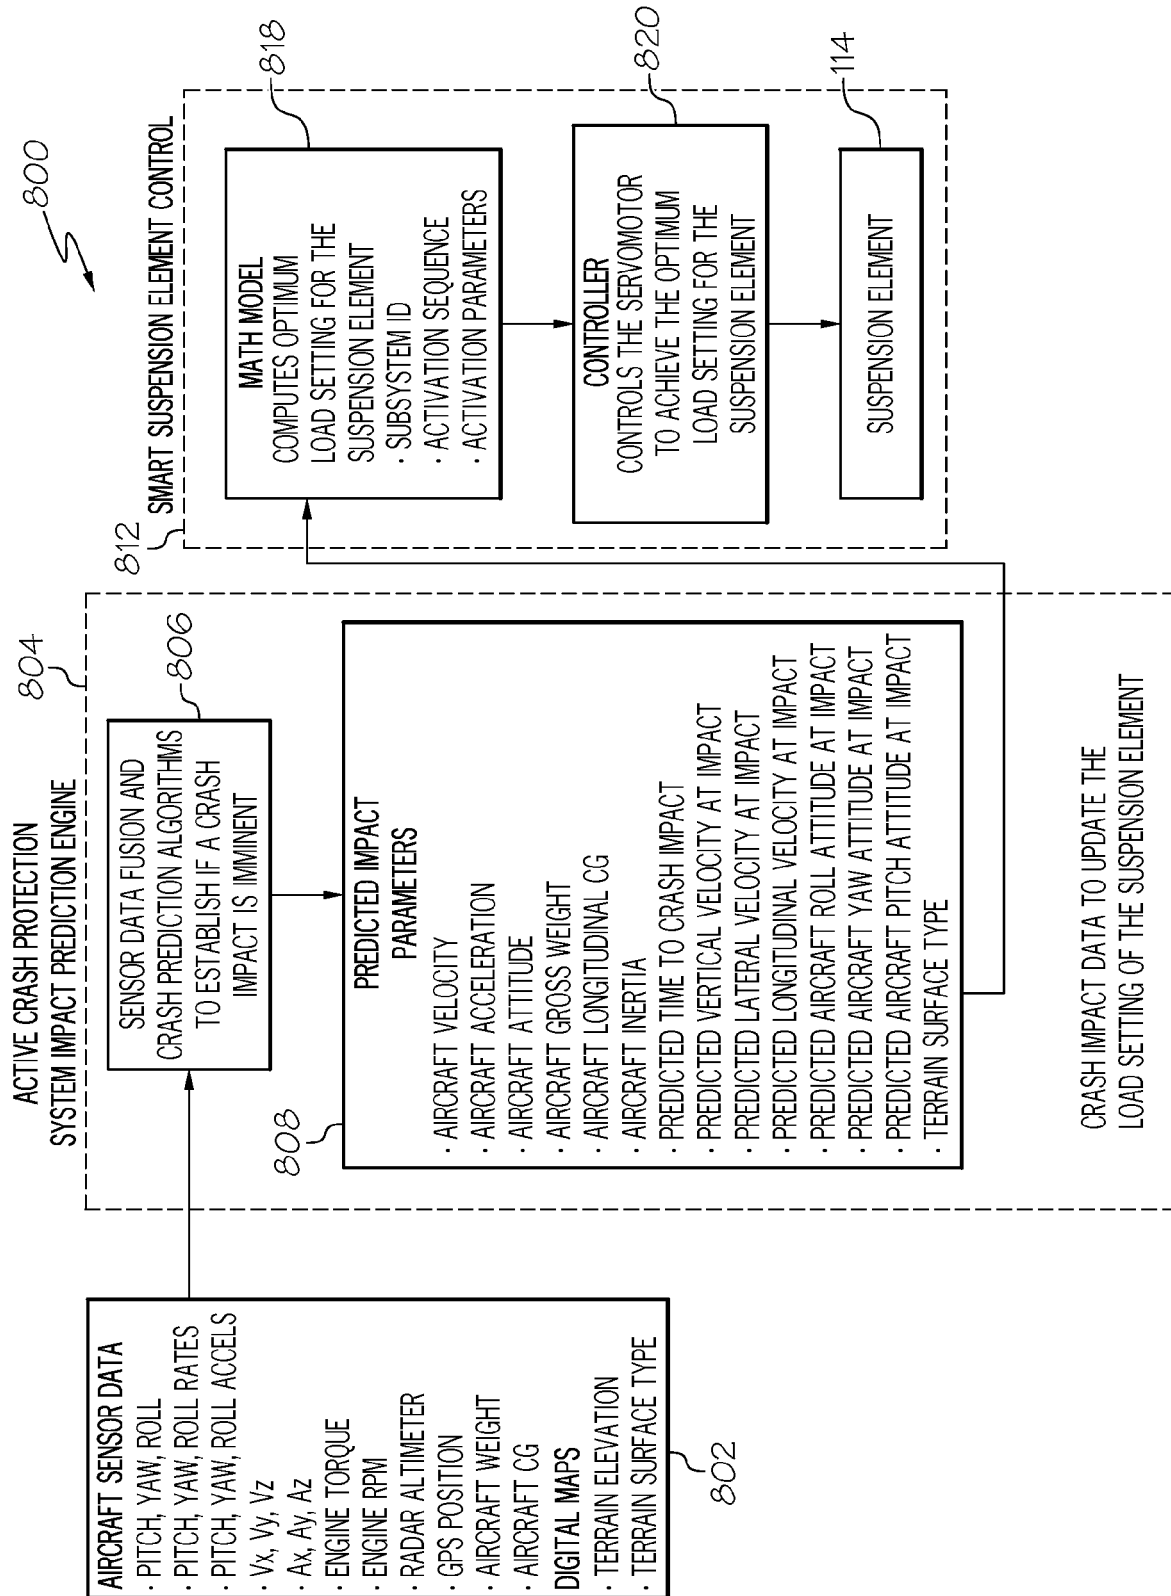 800
AIRCRAFT SENSOR DATA
· PITCH, YAW, ROLL
· PITCH, YAW, ROLL RATES
· PITCH, YAW, ROLL ACCELS
· Vx, Vy, Vz
· Ax, Ay, Az
· ENGINE TORQUE
· ENGINE RPM
· RADAR ALTIMETER
· GPS POSITION
· AIRCRAFT WEIGHT
· AIRCRAFT CG
DIGITAL MAPS
· TERRAIN ELEVATION
· TERRAIN SURFACE TYPE
802
ACTIVE CRASH PROTECTION
SYSTEM IMPACT PREDICTION ENGINE
804
806
SENSOR DATA FUSION AND
CRASH PREDICTION ALGORITHMS
TO ESTABLISH IF A CRASH
IMPACT IS IMMINENT
808
PREDICTED IMPACT
PARAMETERS
· AIRCRAFT VELOCITY
· AIRCRAFT ACCELERATION
· AIRCRAFT ATTITUDE
· AIRCRAFT GROSS WEIGHT
· AIRCRAFT LONGITUDINAL CG
· AIRCRAFT INERTIA
· PREDICTED TIME TO CRASH IMPACT
· PREDICTED VERTICAL VELOCITY AT IMPACT
· PREDICTED LATERAL VELOCITY AT IMPACT
· PREDICTED LONGITUDINAL VELOCITY AT IMPACT
· PREDICTED AIRCRAFT ROLL ATTITUDE AT IMPACT
· PREDICTED AIRCRAFT YAW ATTITUDE AT IMPACT
· PREDICTED AIRCRAFT PITCH ATTITUDE AT IMPACT
· TERRAIN SURFACE TYPE
CRASH IMPACT DATA TO UPDATE THE
LOAD SETTING OF THE SUSPENSION ELEMENT
812
SMART SUSPENSION ELEMENT CONTROL
818
MATH MODEL
COMPUTES OPTIMUM
LOAD SETTING FOR THE
SUSPENSION ELEMENT
· SUBSYSTEM ID
· ACTIVATION SEQUENCE
· ACTIVATION PARAMETERS
820
CONTROLLER
CONTROLS THE SERVOMOTOR
TO ACHIEVE THE OPTIMUM
LOAD SETTING FOR THE
SUSPENSION ELEMENT
114
SUSPENSION ELEMENT